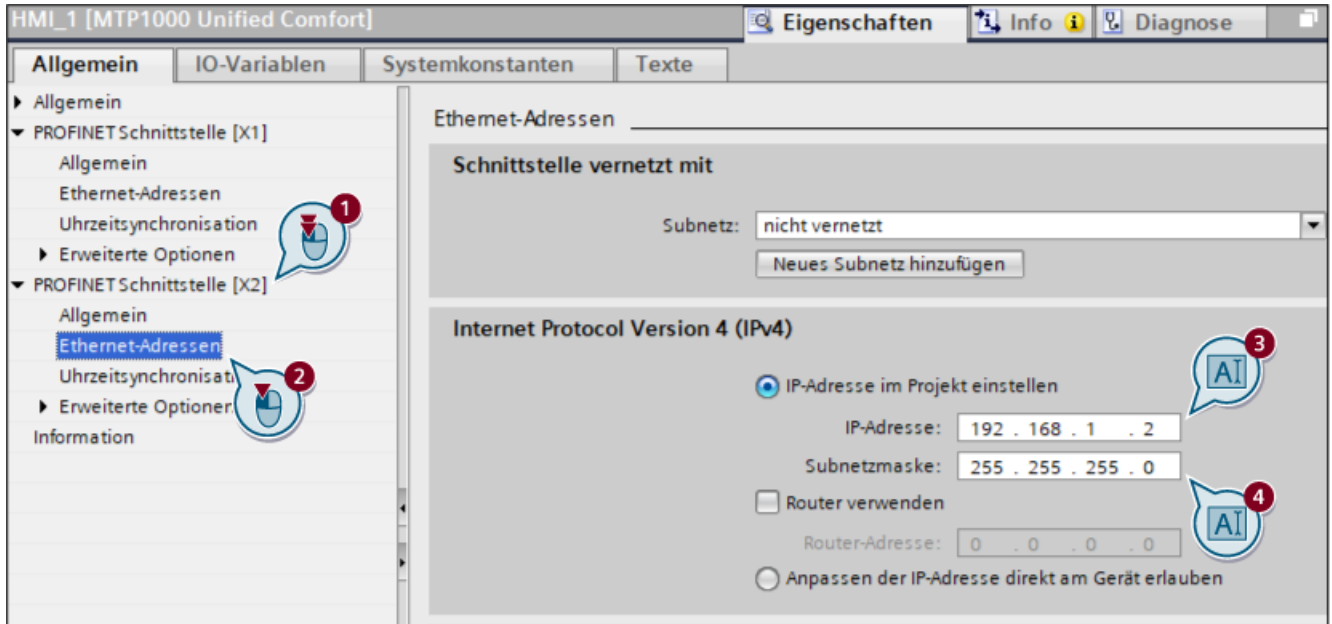 HMI_1 [MTP1000 Unified Comfort]
Eigenschaften
Info
Diagnose
Allgemein
IO-Variablen
Systemkonstanten
Texte
Allgemein
PROFINET Schnittstelle [X1]
Allgemein
Ethernet-Adressen
Uhrzeitsynchronisation
Erweiterte Optionen
PROFINET Schnittstelle [X2]
Allgemein
Ethernet-Adressen
Uhrzeitsynchronisati
Erweiterte Optionen
Information
1
2
Ethernet-Adressen
Schnittstelle vernetzt mit
Subnetz: nicht vernetzt
Neues Subnetz hinzufügen
Internet Protocol Version 4 (IPv4)
IP-Adresse im Projekt einstellen
IP-Adresse: 192 . 168 . 1 . 2
Subnetzmaske: 255 . 255 . 255 . 0
Router verwenden
Router-Adresse: 0 . 0 . 0 . 0
Anpassen der IP-Adresse direkt am Gerät erlauben
3
AI
4
AI